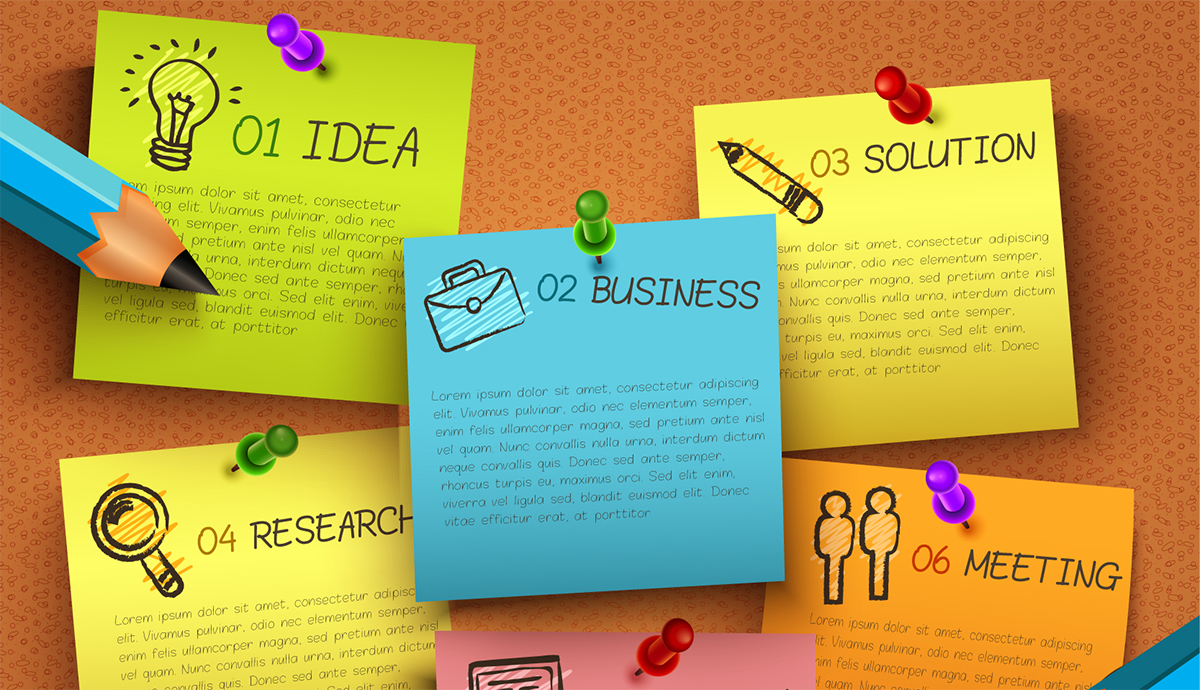 01 IDEA
ipsum dolor sit amet, consectetur
elit. Vivamus pulvinar, odio nec
semper, enim felis ullamcorper
pretium ante nisl vel quam.
urna, interdum dictum
Donec sed ante semper,
orci. Sed elit enim,
vel ligula sed, blandit euismod elit. Donec
efficitur erat, at porttitor
02 BUSINESS
Lorem ipsum dolor sit amet, consectetur adipiscing
elit. Vivamus pulvinar, odio nec elementum semper,
enim felis ullamcorper magna, sed pretium ante nisl
vel quam. Nunc convallis nulla urna, interdum dictum
neque convallis quis. Donec sed ante semper,
rhoncus turpis eu, maximus orci. Sed elit enim,
viverra vel ligula sed, blandit euismod elit. Donec
vitae efficitur erat, at porttitor
03 SOLUTION
dolor sit amet, consectetur adipiscing
pulvinar, odio nec elementum semper,
ullamcorper magna, sed pretium ante nisl
Nunc convallis nulla urna, interdum dictum
convallis quis. Donec sed ante semper,
turpis eu, maximus orci. Sed elit enim,
vel ligula sed, blandit euismod elit. Donec
efficitur erat, at porttitor
04 RESEARCH
Lorem ipsum dolor sit amet, consectetur
elit. Vivamus pulvinar, odio nec elementum semper,
enim felis ullamcorper magna, sed pretium ante nisl
vel quam. Nunc convallis nulla urna,
neque convallis quis. Donec sed
06 MEETING
Lorem ipsum dolor sit amet, consectetur adipiscing
elit. Vivamus pulvinar, odio nec elementum semper,
enim felis ullamcorper magna, sed pretium ante
vel quam. Nunc convallis nulla urna,